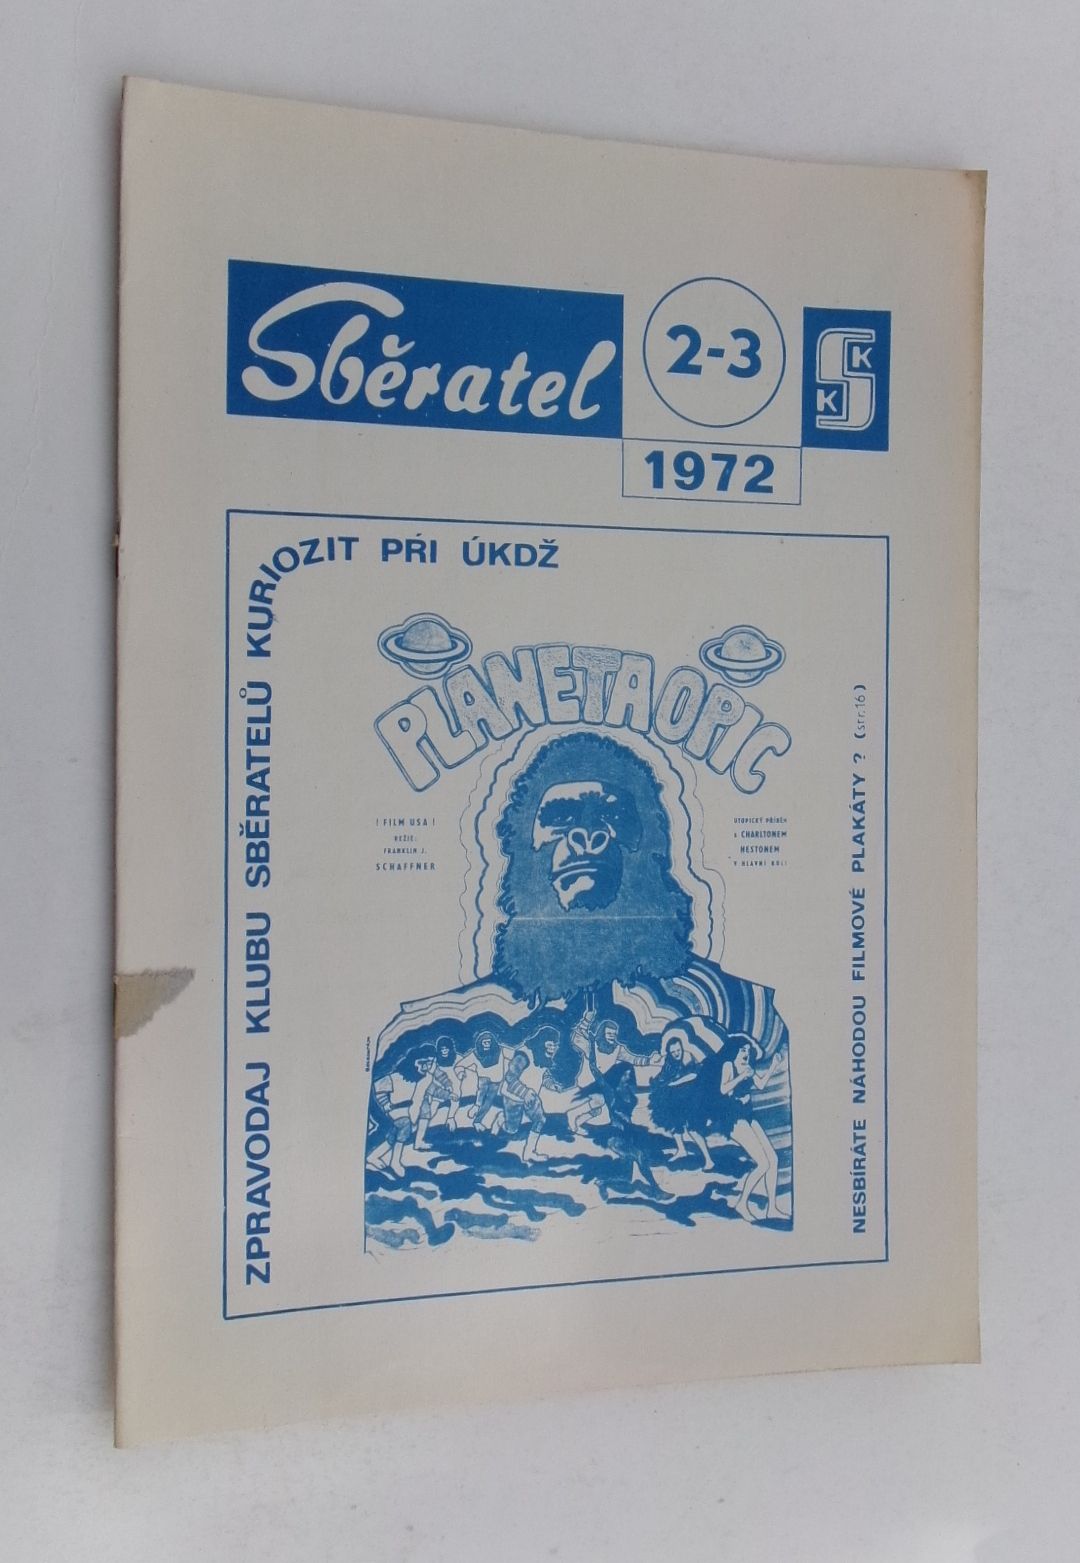 Sběratel
2-3
KSK
1972
ZPRAVODAJ KLUBU SBĚRATELŮ KURIOZIT PŘI ÚKDŽ
PLANETA OPIC
! FILM USA !
REŽIE:
FRANKLIN J.
SCHAFFNER
UTOPICKÝ PŘÍBĚH
S CHARLTONEM
HESTONEM
V HLAVNÍ ROLI
NESBÍRÁTE NÁHODOU FILMOVÉ PLAKÁTY ? (str.16)